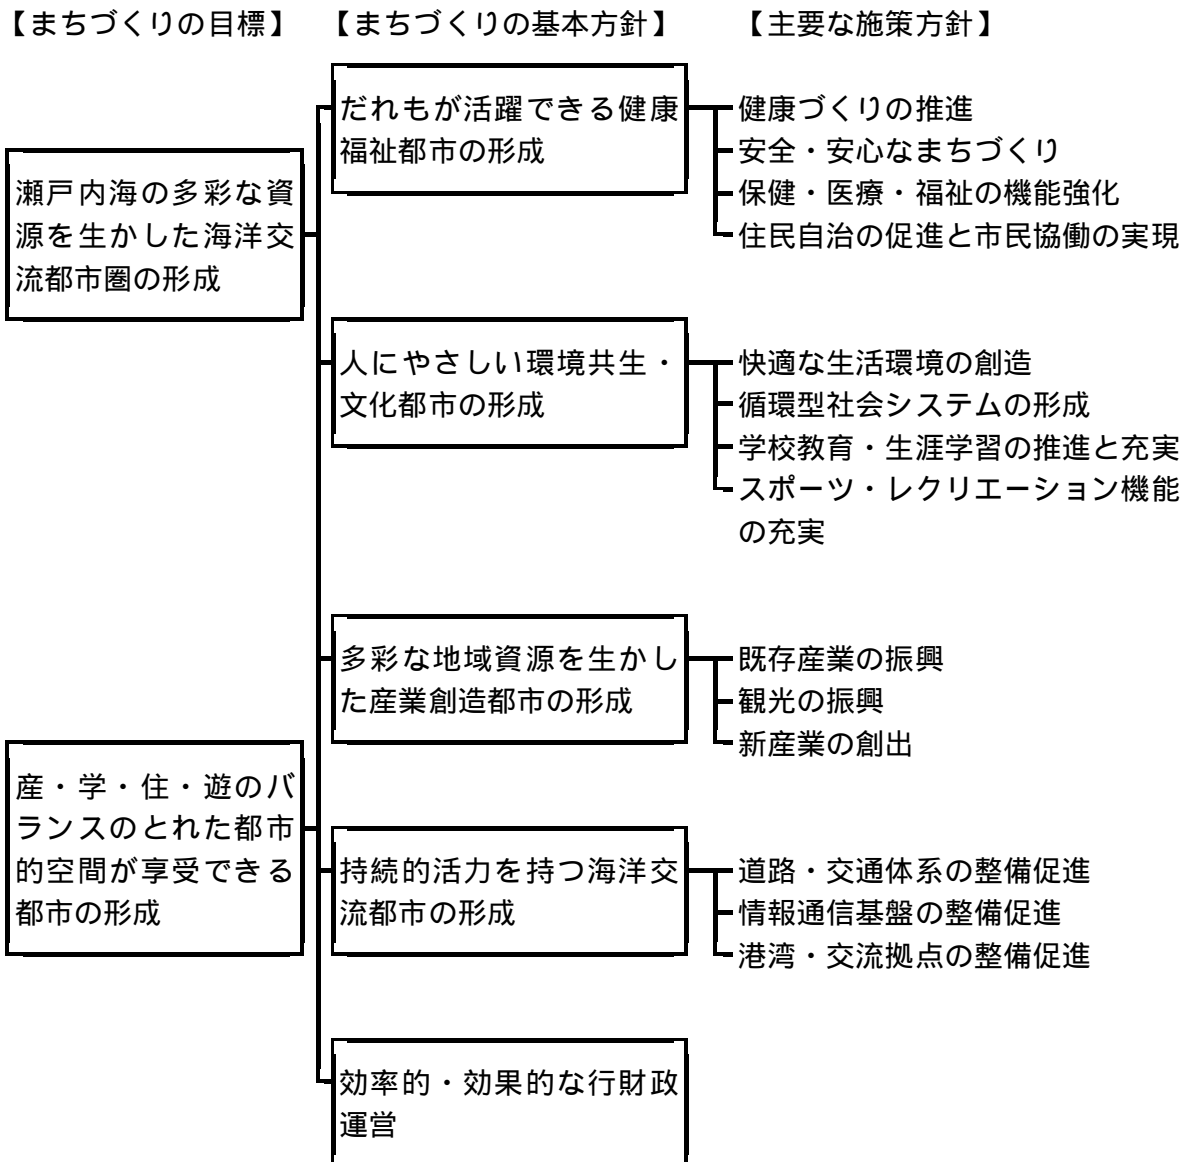 【まちづくりの目標】 【まちづくりの基本方針】 【主要な施策方針】
瀬戸内海の多彩な資
源を生かした海洋交
流都市圏の形成
産・学・住・遊のバ
ランスのとれた都市
的空間が享受できる
都市の形成
だれもが活躍できる健康
福祉都市の形成
健康づくりの推進
安全・安心なまちづくり
保健・医療・福祉の機能強化
住民自治の促進と市民協働の実現
人にやさしい環境共生・
文化都市の形成
快適な生活環境の創造
循環型社会システムの形成
学校教育・生涯学習の推進と充実
スポーツ・レクリエーション機能
の充実
多彩な地域資源を生かし
た産業創造都市の形成
既存産業の振興
観光の振興
新産業の創出
持続的活力を持つ海洋交
流都市の形成
道路・交通体系の整備促進
情報通信基盤の整備促進
港湾・交流拠点の整備促進
効率的・効果的な行財政
運営